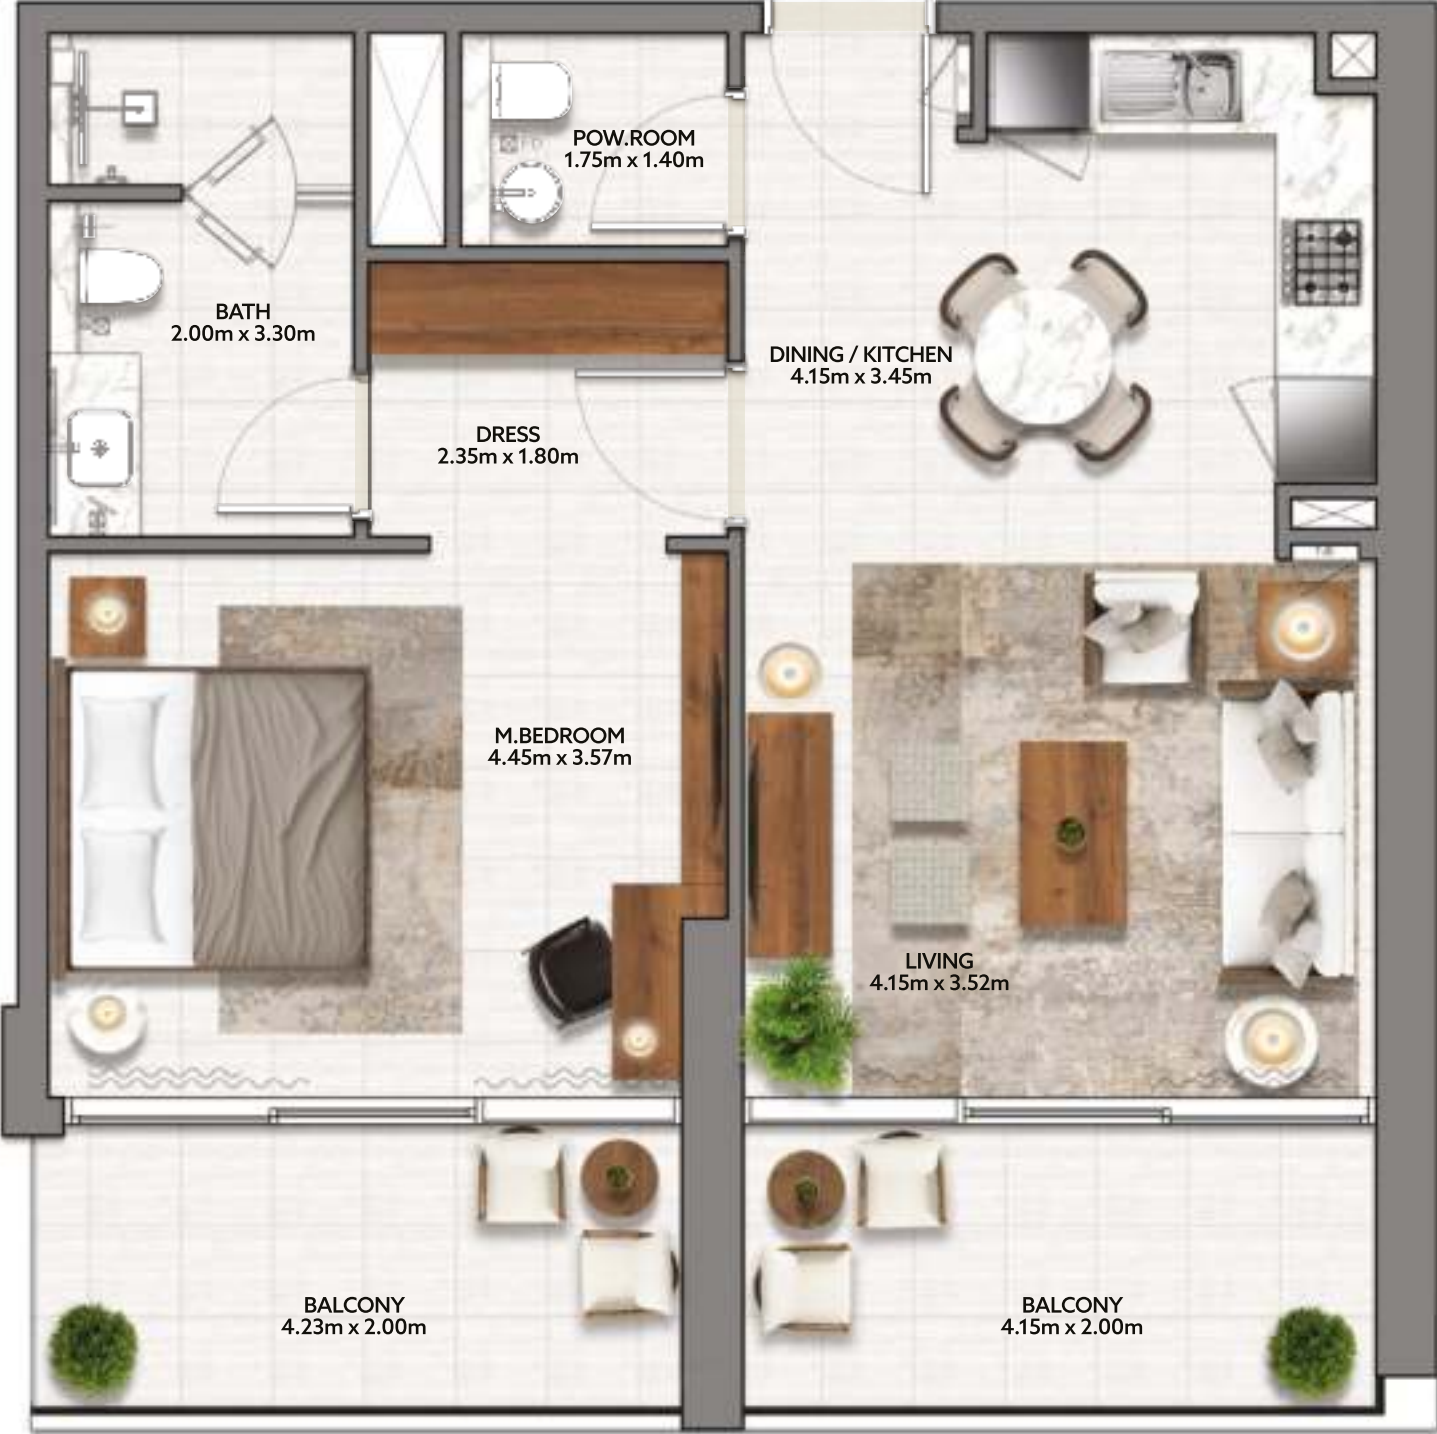 POW.ROOM
1.75m x 1.40m
BATH
2.00m x 3.30m
DINING / KITCHEN
4.15m x 3.45m
DRESS
2.35m x 1.80m
M.BEDROOM
4.45m x 3.57m
LIVING
4.15m x 3.52m
BALCONY
4.23m x 2.00m
BALCONY
4.15m x 2.00m